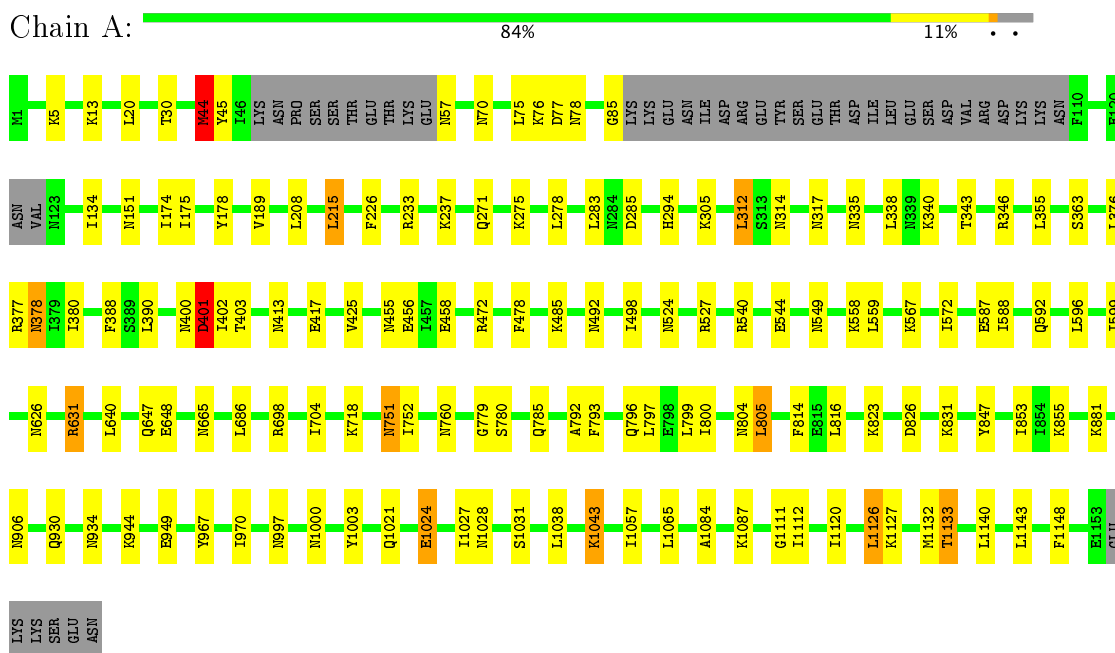 Chain A:
84% 11% • •
M1 K5 K13 L20 T30 M44 Y45 I46 LYS ASN PRO SER SER THR GLU THR LYS GLU N57 N70 L75 K76 D77 N78 G85 LYS LYS GLU ASN ILE ASP ARG GLU TYR SER GLU THR ASP ILE LEU GLU SER ASP VAL ARG ASP LYS LYS ASN F110
ASN VAL N123 I134 N151 I174 I175 Y178 V189 L208 L215 F226 R233 K237 Q271 K275 L278 L283 N284 D285 H294 K305 L312 S313 N314 N317 N335 L338 N339 K340 T343 R346 L355 S363
R377 N378 I379 I380 F388 S389 L390 N400 D401 I402 T403 N413 E417 V425 N455 E456 I457 E458 R472 F478 K485 N492 I498 N524 R527 R540 E544 N549 K558 L559 K567 I572 E587 I588 Q592 L596
N626 R631 L640 Q647 E648 N665 L686 R698 I704 K718 N751 I752 N760 G779 S780 Q785 A792 F793 Q796 L797 E798 L799 I800 N804 L805 F814 E815 L816 K823 D826 K831 Y847 I853 I854 K855 K881
N906 Q930 N934 K944 E949 Y967 I970 N997 N1000 Y1003 Q1021 E1024 I1027 N1028 S1031 L1038 K1043 I1057 L1065 A1084 K1087 G1111 I1112 I1120 L1126 K1127 M1132 T1133 L1140 L1143 F1148 E1153 GLU
LYS LYS SER GLU ASN